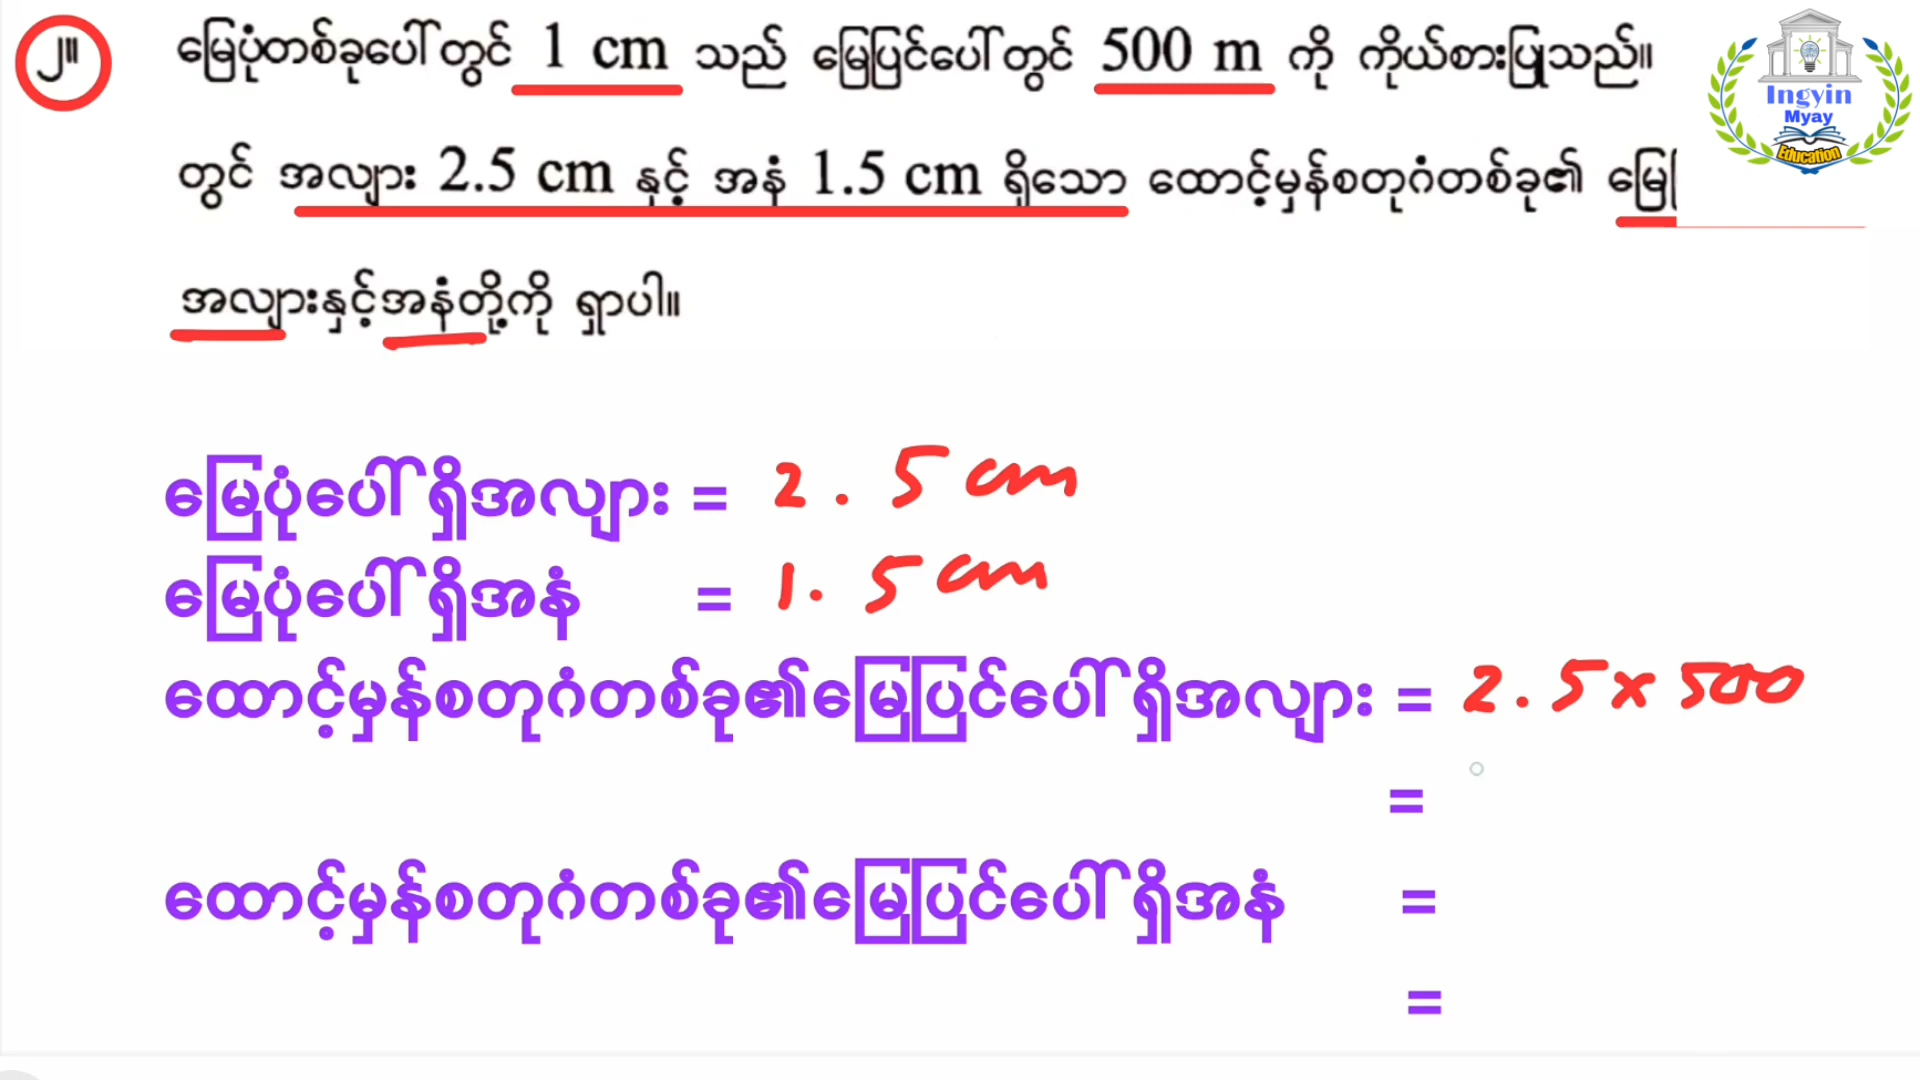 ၂။ မြေပုံတစ်ခုပေါ်တွင် 1 cm သည် မြေပြင်ပေါ်တွင် 500 m ကို ကိုယ်စားပြုသည်။
တွင် အလျား 2.5 cm နှင့် အနံ 1.5 cm ရှိသော ထောင့်မှန်စတုဂံတစ်ခု၏
အလျားနှင့်အနံတို့ကို ရှာပါ။
Ingyin
Myay
Education
မြေပုံပေါ်ရှိအလျား = 2.5 cm
မြေပုံပေါ်ရှိအနံ = 1.5 cm
ထောင့်မှန်စတုဂံတစ်ခု၏မြေပြင်ပေါ်ရှိအလျား = 2.5 x 500
=
ထောင့်မှန်စတုဂံတစ်ခု၏မြေပြင်ပေါ်ရှိအနံ =
=